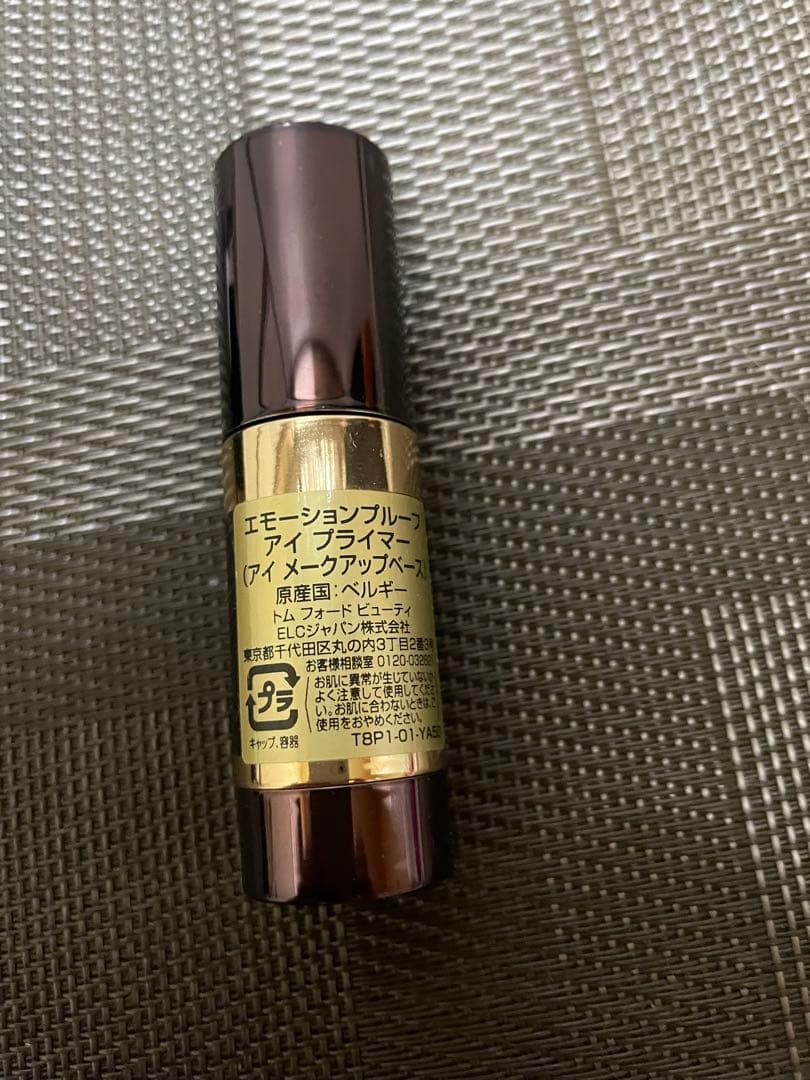 エモーションプルーフ
アイ プライマー
(アイ メークアップベース)
原産国:ベルギー
トム フォード ビューティ
ELCジャパン株式会社
東京都千代田区丸の内3丁目2番3号
お客様相談室 0120-03282
プラ
キャップ、容器
お肌に異常が生じていないか
よく注意して使用してくださ
い。お肌に合わないときは、ご
使用をおやめください。
T8P1-01-YA5